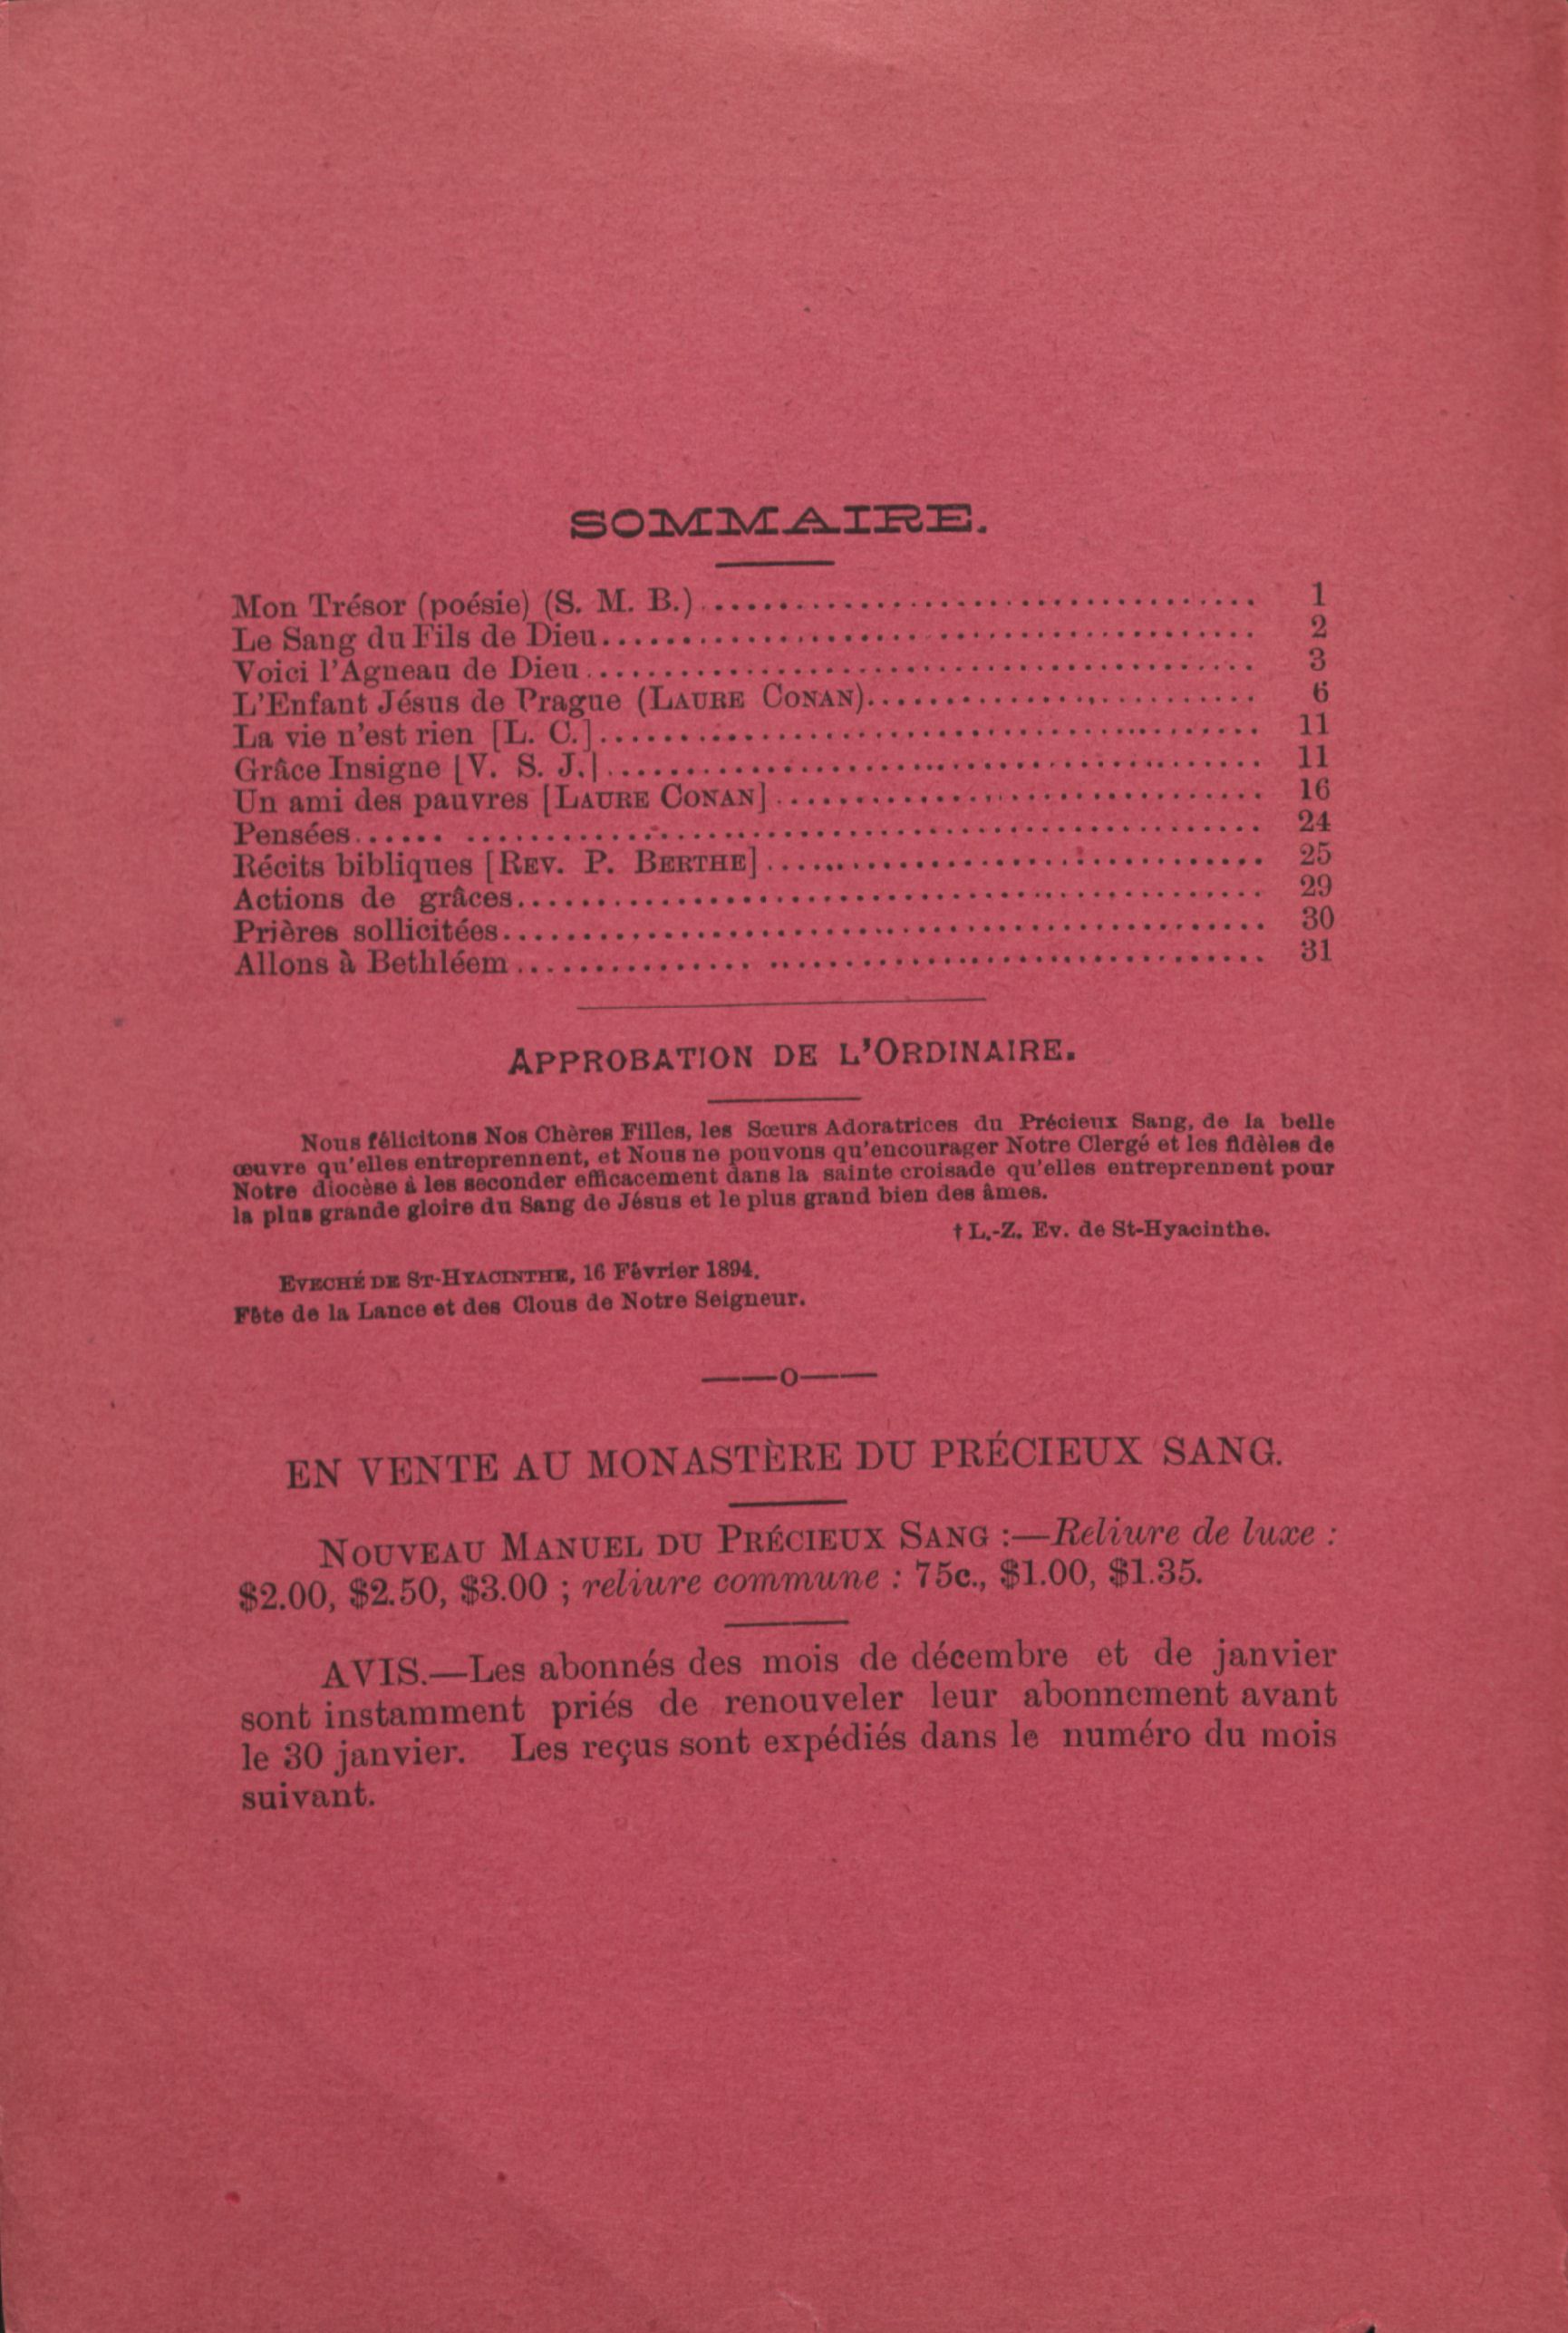 SOMMAIRE.
Mon Trésor (poésie) (S. M. B.) 1
Le Sang du Fils de Dieu 2
Voici l'Agneau de Dieu 3
L'Enfant Jésus de Prague (LAURE CONAN) 6
La vie n'est rien [L. C.] 11
Grâce Insigne [V. S. J.] 11
Un ami des pauvres [LAURE CONAN] 16
Pensées 24
Récits bibliques [REV. P. BERTHE] 25
Actions de grâces 29
Prières sollicitées 30
Allons à Bethléem 31
APPROBATION DE L'ORDINAIRE.
Nous félicitons Nos Chères Filles, les Sœurs Adoratrices du Précieux Sang, de la belle
œuvre qu'elles entreprennent, et Nous ne pouvons qu'encourager Notre Clergé et les fidèles de
Notre diocèse à les seconder efficacement dans la sainte croisade qu'elles entreprennent pour
la plus grande gloire du Sang de Jésus et le plus grand bien des âmes.
† L.-Z. Ev. de St-Hyacinthe.
EVECHÉ DE ST-HYACINTHE, 16 Février 1894.
Fête de la Lance et des Clous de Notre Seigneur.
——o——
EN VENTE AU MONASTÈRE DU PRÉCIEUX SANG.
NOUVEAU MANUEL DU PRÉCIEUX SANG :—Reliure de luxe :
$2.00, $2.50, $3.00 ; reliure commune : 75c., $1.00, $1.35.
AVIS.—Les abonnés des mois de décembre et de janvier
sont instamment priés de renouveler leur abonnement avant
le 30 janvier. Les reçus sont expédiés dans le numéro du mois
suivant.